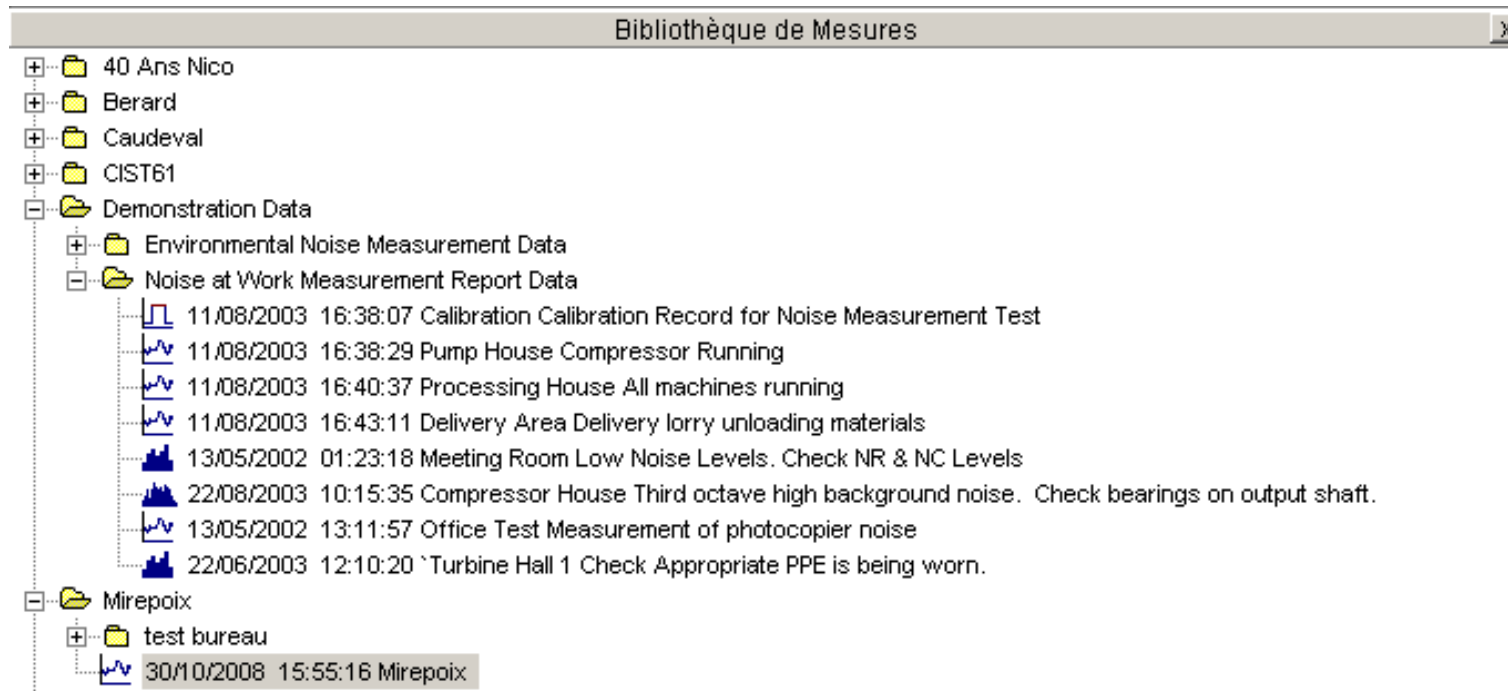 Bibliothèque de Mesures
40 Ans Nico
Berard
Caudeval
CIST61
Demonstration Data
Environmental Noise Measurement Data
Noise at Work Measurement Report Data
11/08/2003  16:38:07 Calibration Calibration Record for Noise Measurement Test
11/08/2003  16:38:29 Pump House Compressor Running
11/08/2003  16:40:37 Processing House All machines running
11/08/2003  16:43:11 Delivery Area Delivery lorry unloading materials
13/05/2002  01:23:18 Meeting Room Low Noise Levels. Check NR & NC Levels
22/08/2003  10:15:35 Compressor House Third octave high background noise.  Check bearings on output shaft.
13/05/2002  13:11:57 Office Test Measurement of photocopier noise
22/06/2003  12:10:20 `Turbine Hall 1 Check Appropriate PPE is being worn.
Mirepoix
test bureau
30/10/2008  15:55:16 Mirepoix